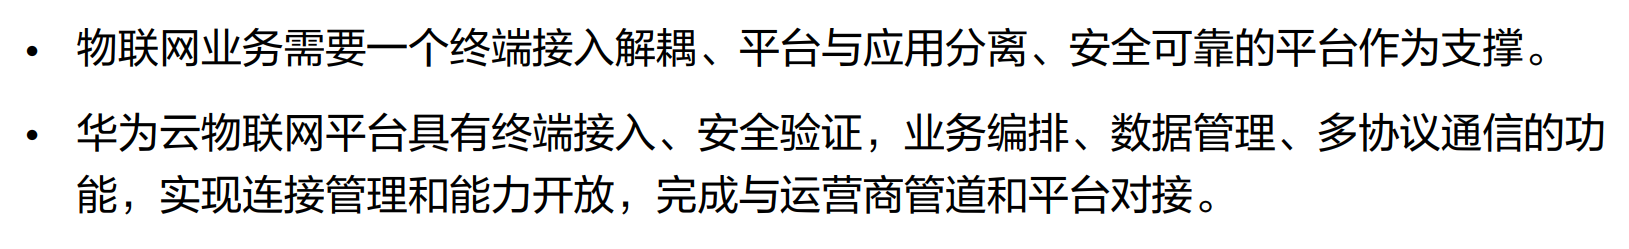 • 物联网业务需要一个终端接入解耦、平台与应用分离、安全可靠的平台作为支撑。
• 华为云物联网平台具有终端接入、安全验证，业务编排、数据管理、多协议通信的功
能，实现连接管理和能力开放，完成与运营商管道和平台对接。